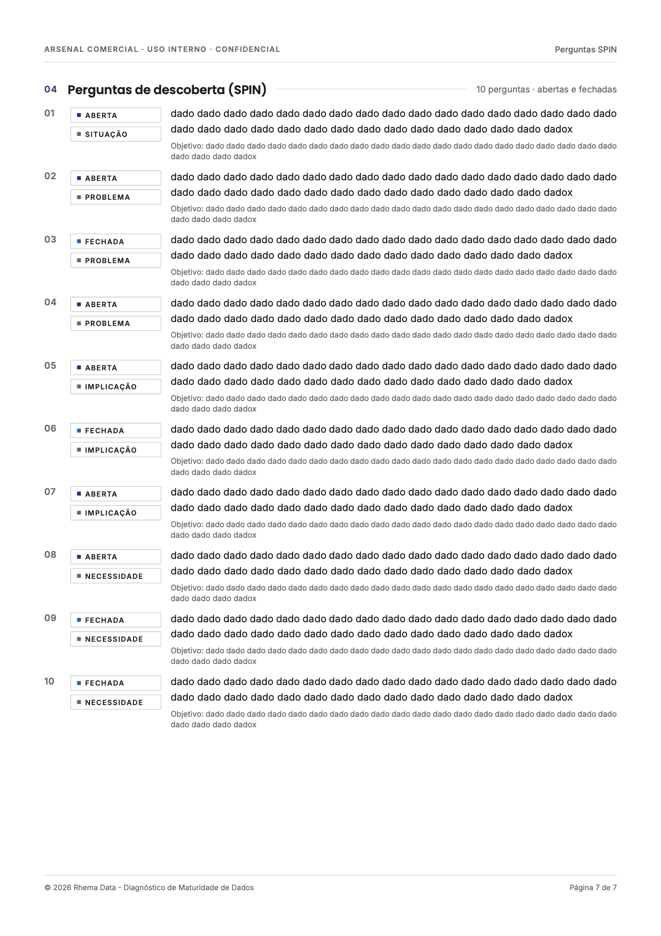 ARSENAL COMERCIAL · USO INTERNO · CONFIDENCIAL
Perguntas SPIN
04 Perguntas de descoberta (SPIN)
10 perguntas · abertas e fechadas
01
ABERTA
SITUAÇÃO
dado dado dado dado dado dado dado dado dado dado dado dado dado dado dado dado dado
dado dado dado dado dado dado dado dado dado dado dado dado dado dado dadox
Objetivo: dado dado dado dado dado dado dado dado dado dado dado dado dado dado dado dado dado dado dado dado
dado dado dado dadox
02
ABERTA
PROBLEMA
dado dado dado dado dado dado dado dado dado dado dado dado dado dado dado dado dado
dado dado dado dado dado dado dado dado dado dado dado dado dado dado dadox
Objetivo: dado dado dado dado dado dado dado dado dado dado dado dado dado dado dado dado dado dado dado dado
dado dado dado dadox
03
FECHADA
PROBLEMA
dado dado dado dado dado dado dado dado dado dado dado dado dado dado dado dado dado
dado dado dado dado dado dado dado dado dado dado dado dado dado dado dadox
Objetivo: dado dado dado dado dado dado dado dado dado dado dado dado dado dado dado dado dado dado dado dado
dado dado dado dadox
04
ABERTA
PROBLEMA
dado dado dado dado dado dado dado dado dado dado dado dado dado dado dado dado dado
dado dado dado dado dado dado dado dado dado dado dado dado dado dado dadox
Objetivo: dado dado dado dado dado dado dado dado dado dado dado dado dado dado dado dado dado dado dado dado
dado dado dado dadox
05
ABERTA
IMPLICAÇÃO
dado dado dado dado dado dado dado dado dado dado dado dado dado dado dado dado dado
dado dado dado dado dado dado dado dado dado dado dado dado dado dado dadox
Objetivo: dado dado dado dado dado dado dado dado dado dado dado dado dado dado dado dado dado dado dado dado
dado dado dado dadox
06
FECHADA
IMPLICAÇÃO
dado dado dado dado dado dado dado dado dado dado dado dado dado dado dado dado dado
dado dado dado dado dado dado dado dado dado dado dado dado dado dado dadox
Objetivo: dado dado dado dado dado dado dado dado dado dado dado dado dado dado dado dado dado dado dado dado
dado dado dado dadox
07
ABERTA
IMPLICAÇÃO
dado dado dado dado dado dado dado dado dado dado dado dado dado dado dado dado dado
dado dado dado dado dado dado dado dado dado dado dado dado dado dado dadox
Objetivo: dado dado dado dado dado dado dado dado dado dado dado dado dado dado dado dado dado dado dado dado
dado dado dado dadox
08
ABERTA
NECESSIDADE
dado dado dado dado dado dado dado dado dado dado dado dado dado dado dado dado dado
dado dado dado dado dado dado dado dado dado dado dado dado dado dado dadox
Objetivo: dado dado dado dado dado dado dado dado dado dado dado dado dado dado dado dado dado dado dado dado
dado dado dado dadox
09
FECHADA
NECESSIDADE
dado dado dado dado dado dado dado dado dado dado dado dado dado dado dado dado dado
dado dado dado dado dado dado dado dado dado dado dado dado dado dado dadox
Objetivo: dado dado dado dado dado dado dado dado dado dado dado dado dado dado dado dado dado dado dado dado
dado dado dado dadox
10
FECHADA
NECESSIDADE
dado dado dado dado dado dado dado dado dado dado dado dado dado dado dado dado dado
dado dado dado dado dado dado dado dado dado dado dado dado dado dado dadox
Objetivo: dado dado dado dado dado dado dado dado dado dado dado dado dado dado dado dado dado dado dado dado
dado dado dado dadox
© 2026 Rhema Data - Diagnóstico de Maturidade de Dados
Página 7 de 7